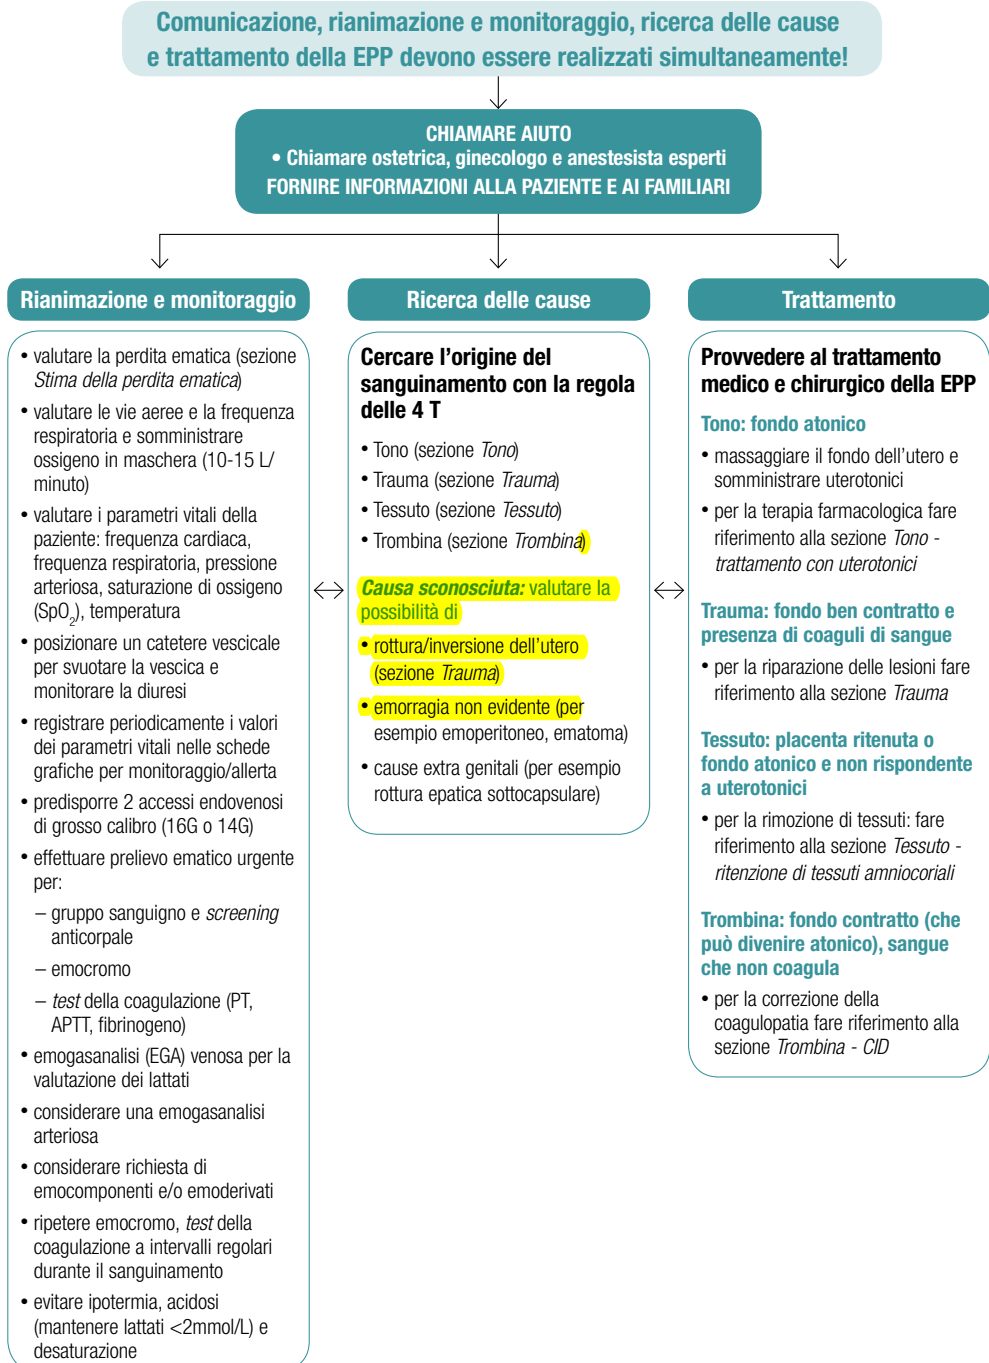 Comunicazione, rianimazione e monitoraggio, ricerca delle cause
e trattamento della EPP devono essere realizzati simultaneamente!
CHIAMARE AIUTO
• Chiamare ostetrica, ginecologo e anestesista esperti
FORNIRE INFORMAZIONI ALLA PAZIENTE E AI FAMILIARI
Rianimazione e monitoraggio
• valutare la perdita ematica (sezione
Stima della perdita ematica)
• valutare le vie aeree e la frequenza
respiratoria e somministrare
ossigeno in maschera (10-15 L/
minuto)
• valutare i parametri vitali della
paziente: frequenza cardiaca,
frequenza respiratoria, pressione
arteriosa, saturazione di ossigeno
(SpO2), temperatura
• posizionare un catetere vescicale
per svuotare la vescica e
monitorare la diuresi
• registrare periodicamente i valori
dei parametri vitali nelle schede
grafiche per monitoraggio/allerta
• predisporre 2 accessi endovenosi
di grosso calibro (16G o 14G)
• effettuare prelievo ematico urgente
per:
– gruppo sanguigno e screening
anticorpale
– emocromo
– test della coagulazione (PT,
APTT, fibrinogeno)
• emogasanalisi (EGA) venosa per la
valutazione dei lattati
• considerare una emogasanalisi
arteriosa
• considerare richiesta di
emocomponenti e/o emoderivati
• ripetere emocromo, test della
coagulazione a intervalli regolari
durante il sanguinamento
• evitare ipotermia, acidosi
(mantenere lattati <2mmol/L) e
desaturazione
Ricerca delle cause
Cercare l'origine del
sanguinamento con la regola
delle 4 T
• Tono (sezione Tono)
• Trauma (sezione Trauma)
• Tessuto (sezione Tessuto)
• Trombina (sezione Trombina)
Causa sconosciuta: valutare la
possibilità di
• rottura/inversione dell'utero
(sezione Trauma)
• emorragia non evidente (per
esempio emoperitoneo, ematoma)
• cause extra genitali (per esempio
rottura epatica sottocapsulare)
Trattamento
Provvedere al trattamento
medico e chirurgico della EPP
Tono: fondo atonico
• massaggiare il fondo dell'utero e
somministrare uterotonici
• per la terapia farmacologica fare
riferimento alla sezione Tono -
trattamento con uterotonici
Trauma: fondo ben contratto e
presenza di coaguli di sangue
• per la riparazione delle lesioni fare
riferimento alla sezione Trauma
Tessuto: placenta ritenuta o
fondo atonico e non rispondente
a uterotonici
• per la rimozione di tessuti: fare
riferimento alla sezione Tessuto -
ritenzione di tessuti amniocoriali
Trombina: fondo contratto (che
può divenire atonico), sangue
che non coagula
• per la correzione della
coagulopatia fare riferimento alla
sezione Trombina - CID